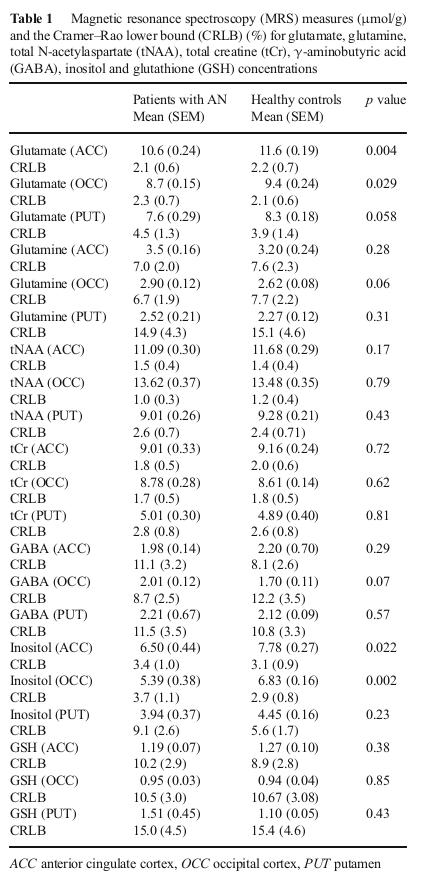 Table 1 Magnetic resonance spectroscopy (MRS) measures (μmol/g)
and the Cramer–Rao lower bound (CRLB) (%) for glutamate, glutamine,
total N-acetylaspartate (tNAA), total creatine (tCr), γ-aminobutyric acid
(GABA), inositol and glutathione (GSH) concentrations
Patients with AN Healthy controls p value
Mean (SEM) Mean (SEM)
Glutamate (ACC) 10.6 (0.24) 11.6 (0.19) 0.004
CRLB 2.1 (0.6) 2.2 (0.7)
Glutamate (OCC) 8.7 (0.15) 9.4 (0.24) 0.029
CRLB 2.3 (0.7) 2.1 (0.6)
Glutamate (PUT) 7.6 (0.29) 8.3 (0.18) 0.058
CRLB 4.5 (1.3) 3.9 (1.4)
Glutamine (ACC) 3.5 (0.16) 3.20 (0.24) 0.28
CRLB 7.0 (2.0) 7.6 (2.3)
Glutamine (OCC) 2.90 (0.12) 2.62 (0.08) 0.06
CRLB 6.7 (1.9) 7.7 (2.2)
Glutamine (PUT) 2.52 (0.21) 2.27 (0.12) 0.31
CRLB 14.9 (4.3) 15.1 (4.6)
tNAA (ACC) 11.09 (0.30) 11.68 (0.29) 0.17
CRLB 1.5 (0.4) 1.4 (0.4)
tNAA (OCC) 13.62 (0.37) 13.48 (0.35) 0.79
CRLB 1.0 (0.3) 1.2 (0.4)
tNAA (PUT) 9.01 (0.26) 9.28 (0.21) 0.43
CRLB 2.6 (0.7) 2.4 (0.71)
tCr (ACC) 9.01 (0.33) 9.16 (0.24) 0.72
CRLB 1.8 (0.5) 2.0 (0.6)
tCr (OCC) 8.78 (0.28) 8.61 (0.14) 0.62
CRLB 1.7 (0.5) 1.8 (0.5)
tCr (PUT) 5.01 (0.30) 4.89 (0.40) 0.81
CRLB 2.8 (0.8) 2.6 (0.8)
GABA (ACC) 1.98 (0.14) 2.20 (0.70) 0.29
CRLB 11.1 (3.2) 8.1 (2.6)
GABA (OCC) 2.01 (0.12) 1.70 (0.11) 0.07
CRLB 8.7 (2.5) 12.2 (3.5)
GABA (PUT) 2.21 (0.67) 2.12 (0.09) 0.57
CRLB 11.5 (3.5) 10.8 (3.3)
Inositol (ACC) 6.50 (0.44) 7.78 (0.27) 0.022
CRLB 3.4 (1.0) 3.1 (0.9)
Inositol (OCC) 5.39 (0.38) 6.83 (0.16) 0.002
CRLB 3.7 (1.1) 2.9 (0.8)
Inositol (PUT) 3.94 (0.37) 4.45 (0.16) 0.23
CRLB 9.1 (2.6) 5.6 (1.7)
GSH (ACC) 1.19 (0.07) 1.27 (0.10) 0.38
CRLB 10.2 (2.9) 8.9 (2.8)
GSH (OCC) 0.95 (0.03) 0.94 (0.04) 0.85
CRLB 10.5 (3.0) 10.67 (3.08)
GSH (PUT) 1.51 (0.45) 1.10 (0.05) 0.43
CRLB 15.0 (4.5) 15.4 (4.6)
ACC anterior cingulate cortex, OCC occipital cortex, PUT putamen